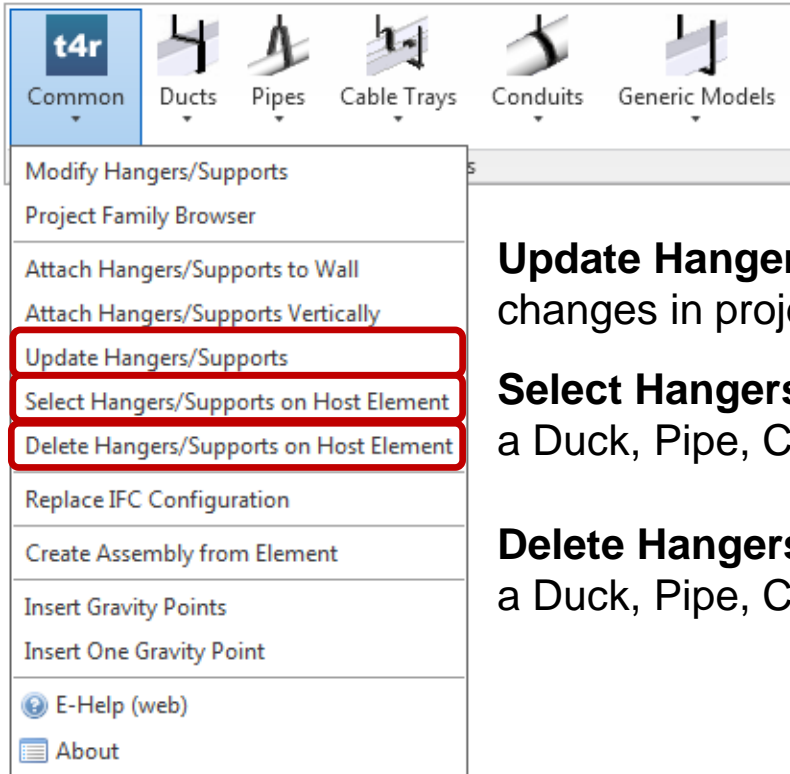 t4r
Common Ducts Pipes Cable Trays Conduits Generic Models
s
Modify Hangers/Supports
Project Family Browser
Attach Hangers/Supports to Wall
Attach Hangers/Supports Vertically
Update Hangers/Supports
Select Hangers/Supports on Host Element
Delete Hangers/Supports on Host Element
Replace IFC Configuration
Create Assembly from Element
Insert Gravity Points
Insert One Gravity Point
E-Help (web)
About
Update Hanger
changes in proj
Select Hangers
a Duck, Pipe, C
Delete Hangers
a Duck, Pipe, C